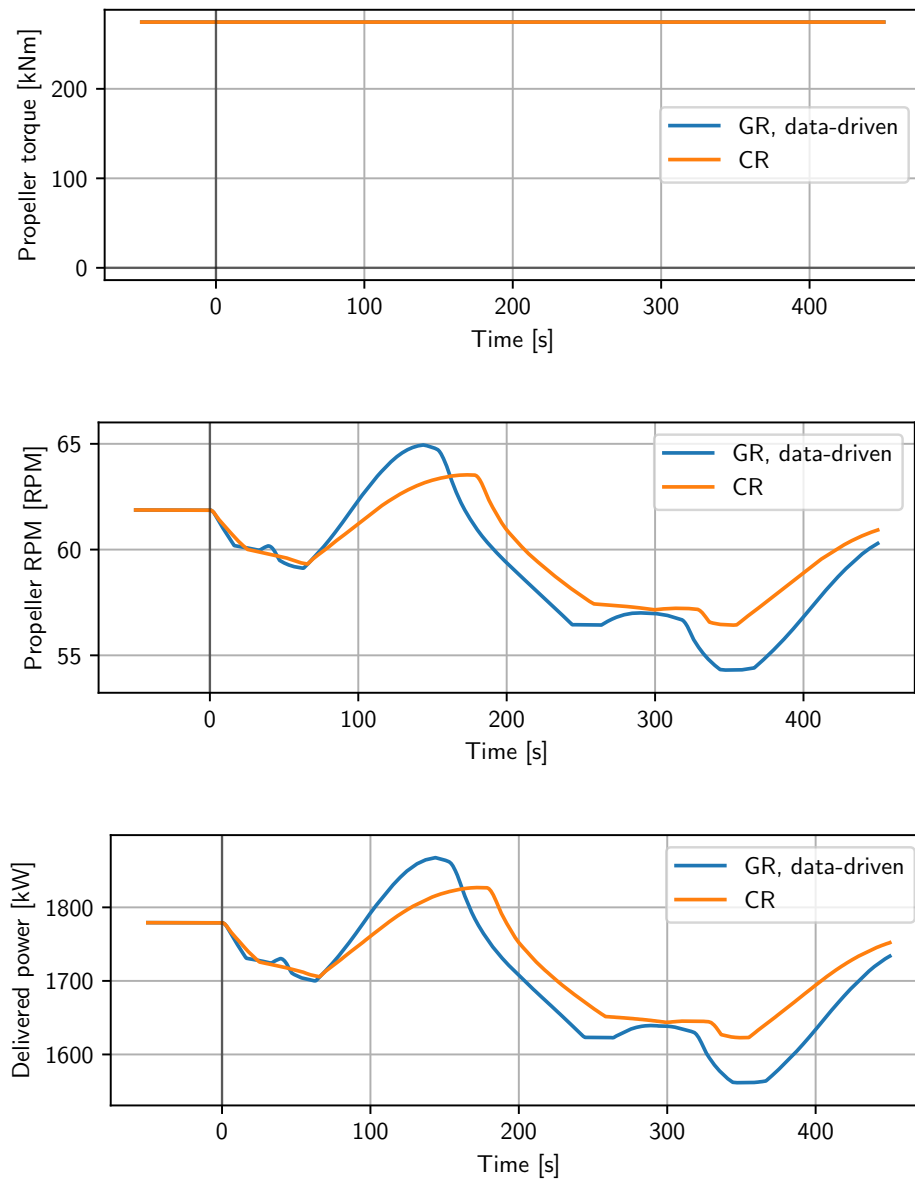 Propeller torque [kNm]
200
100
0
GR, data-driven
CR
0 100 200 300 400
Time [s]
Propeller RPM [RPM]
65
60
55
GR, data-driven
CR
0 100 200 300 400
Time [s]
Delivered power [kW]
1800
1700
1600
GR, data-driven
CR
0 100 200 300 400
Time [s]